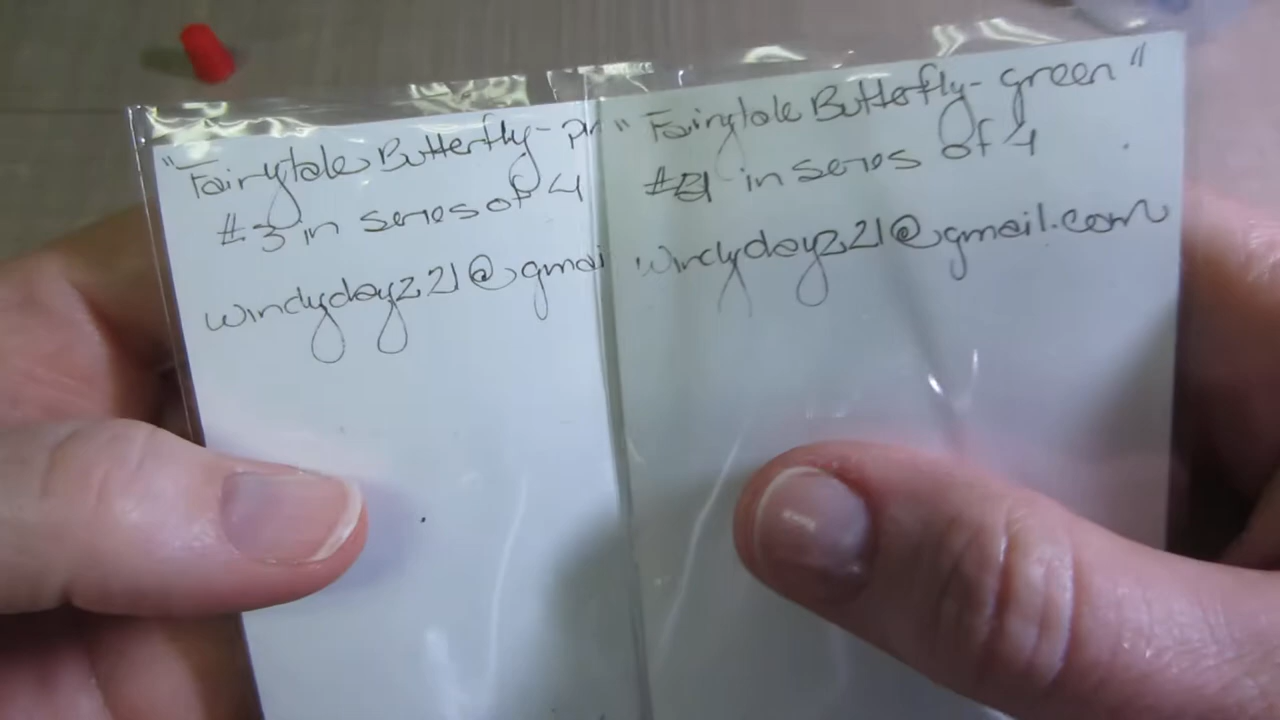 "Fairytale Butterfly- pin
#3 in series of 4
windydayz21@gmai
"Fairytale Butterfly- green"
in series of 4
windydayz21@gmail.com